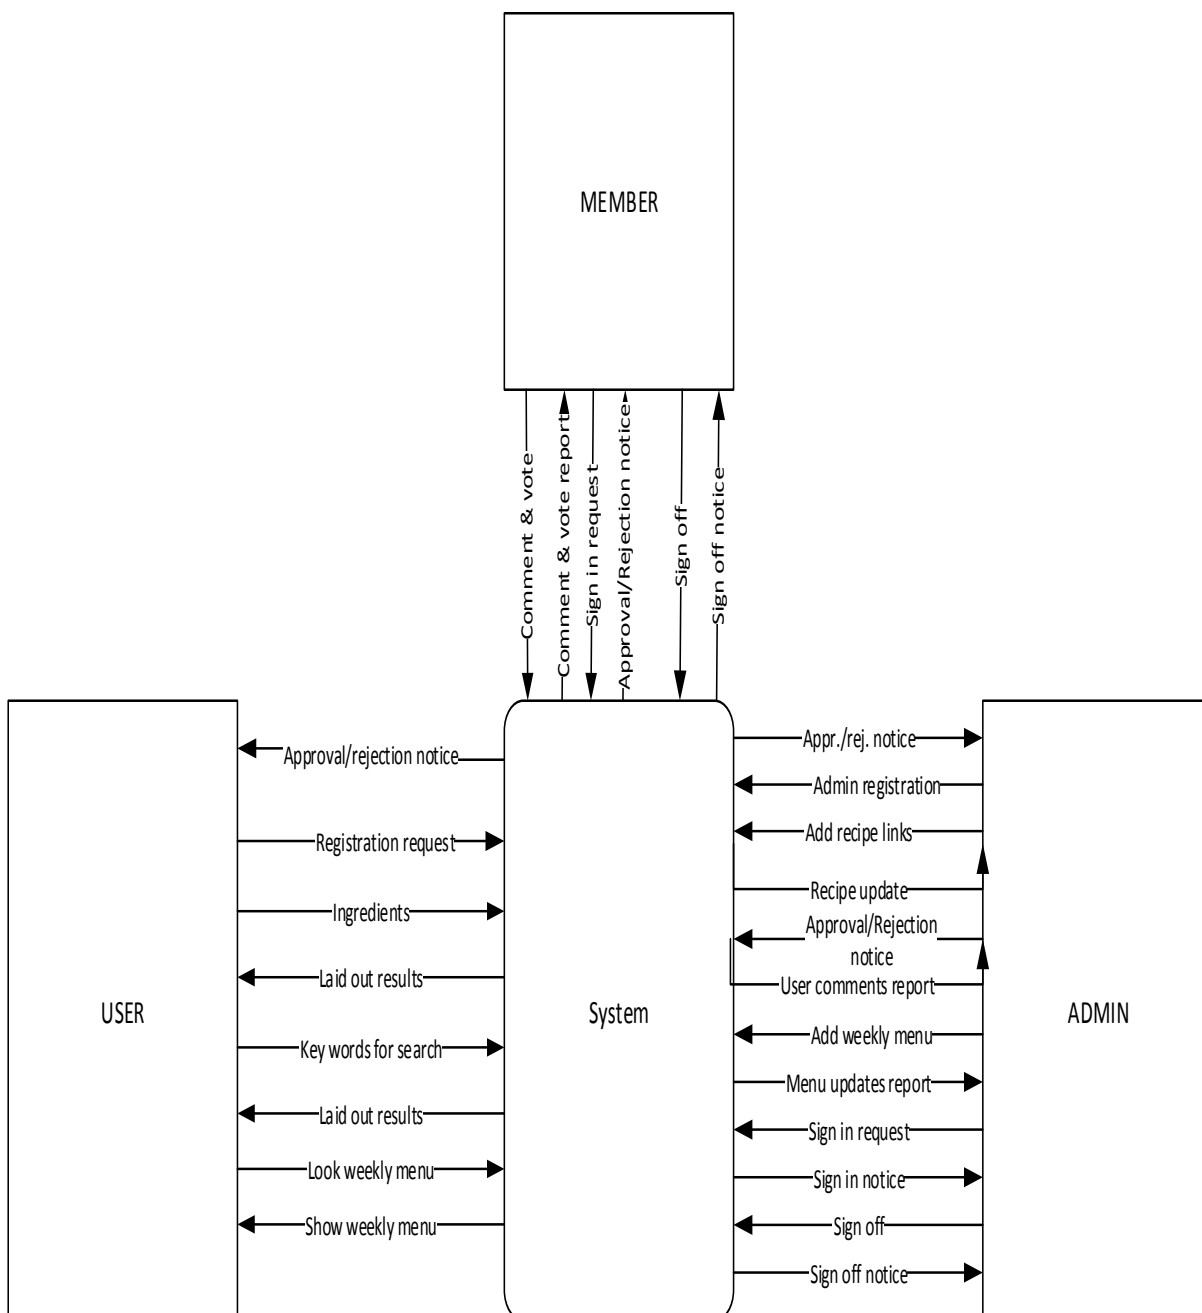 MEMBER
Comment & vote
Comment & vote report
Sign in request
Approval/Rejection notice
Sign off
Sign off notice
USER
Approval/rejection notice
Registration request
Ingredients
Laid out results
Key words for search
Laid out results
Look weekly menu
Show weekly menu
System
Appr./rej. notice
Admin registration
Add recipe links
Recipe update
Approval/Rejection
notice
User comments report
Add weekly menu
Menu updates report
Sign in request
Sign in notice
Sign off
Sign off notice
ADMIN